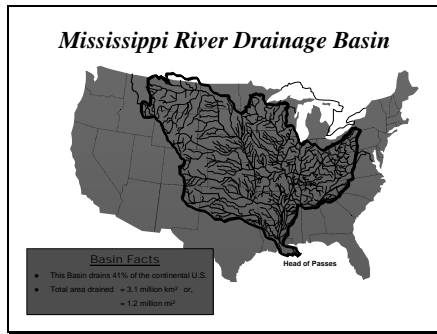 Mississippi River Drainage Basin
Head of Passes
Basin Facts
• This Basin drains 41% of the continental U.S.
• Total area drained = 3.1 million km² or,
= 1.2 million mi²